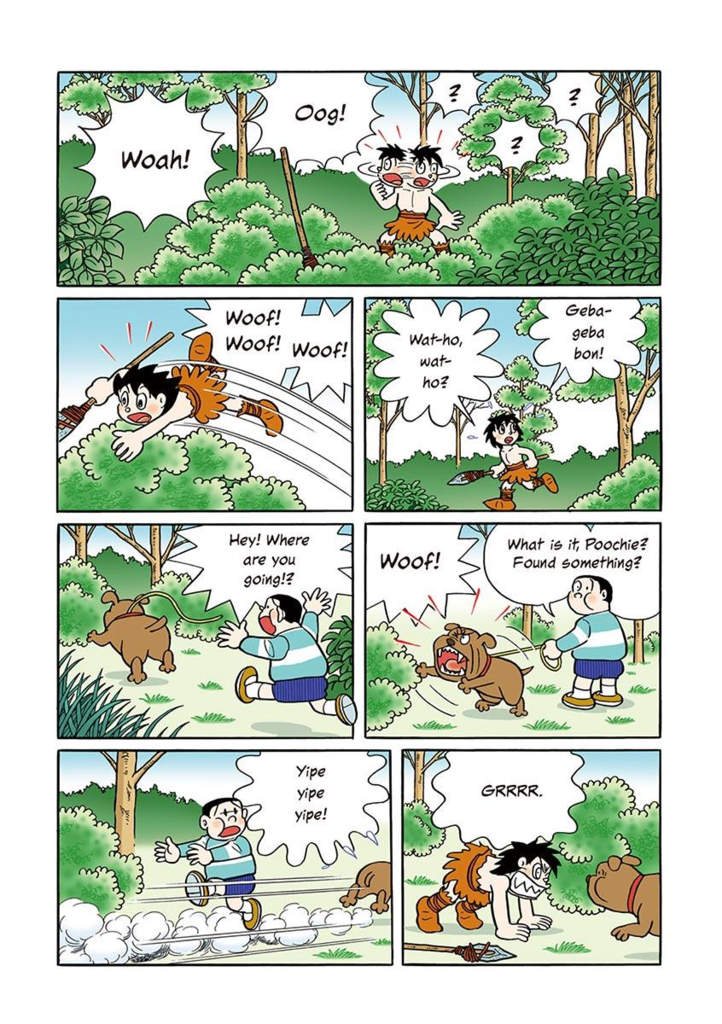 ?
?
?
Oog!
Woah!
Geba-
geba
bon!
Wat-ho,
wat-
ho?
Woof!
Woof!
Woof!
What is it, Poochie?
Found something?
Woof!
Hey! Where
are you
going!?
GRRRR.
Yipe
yipe
yipe!